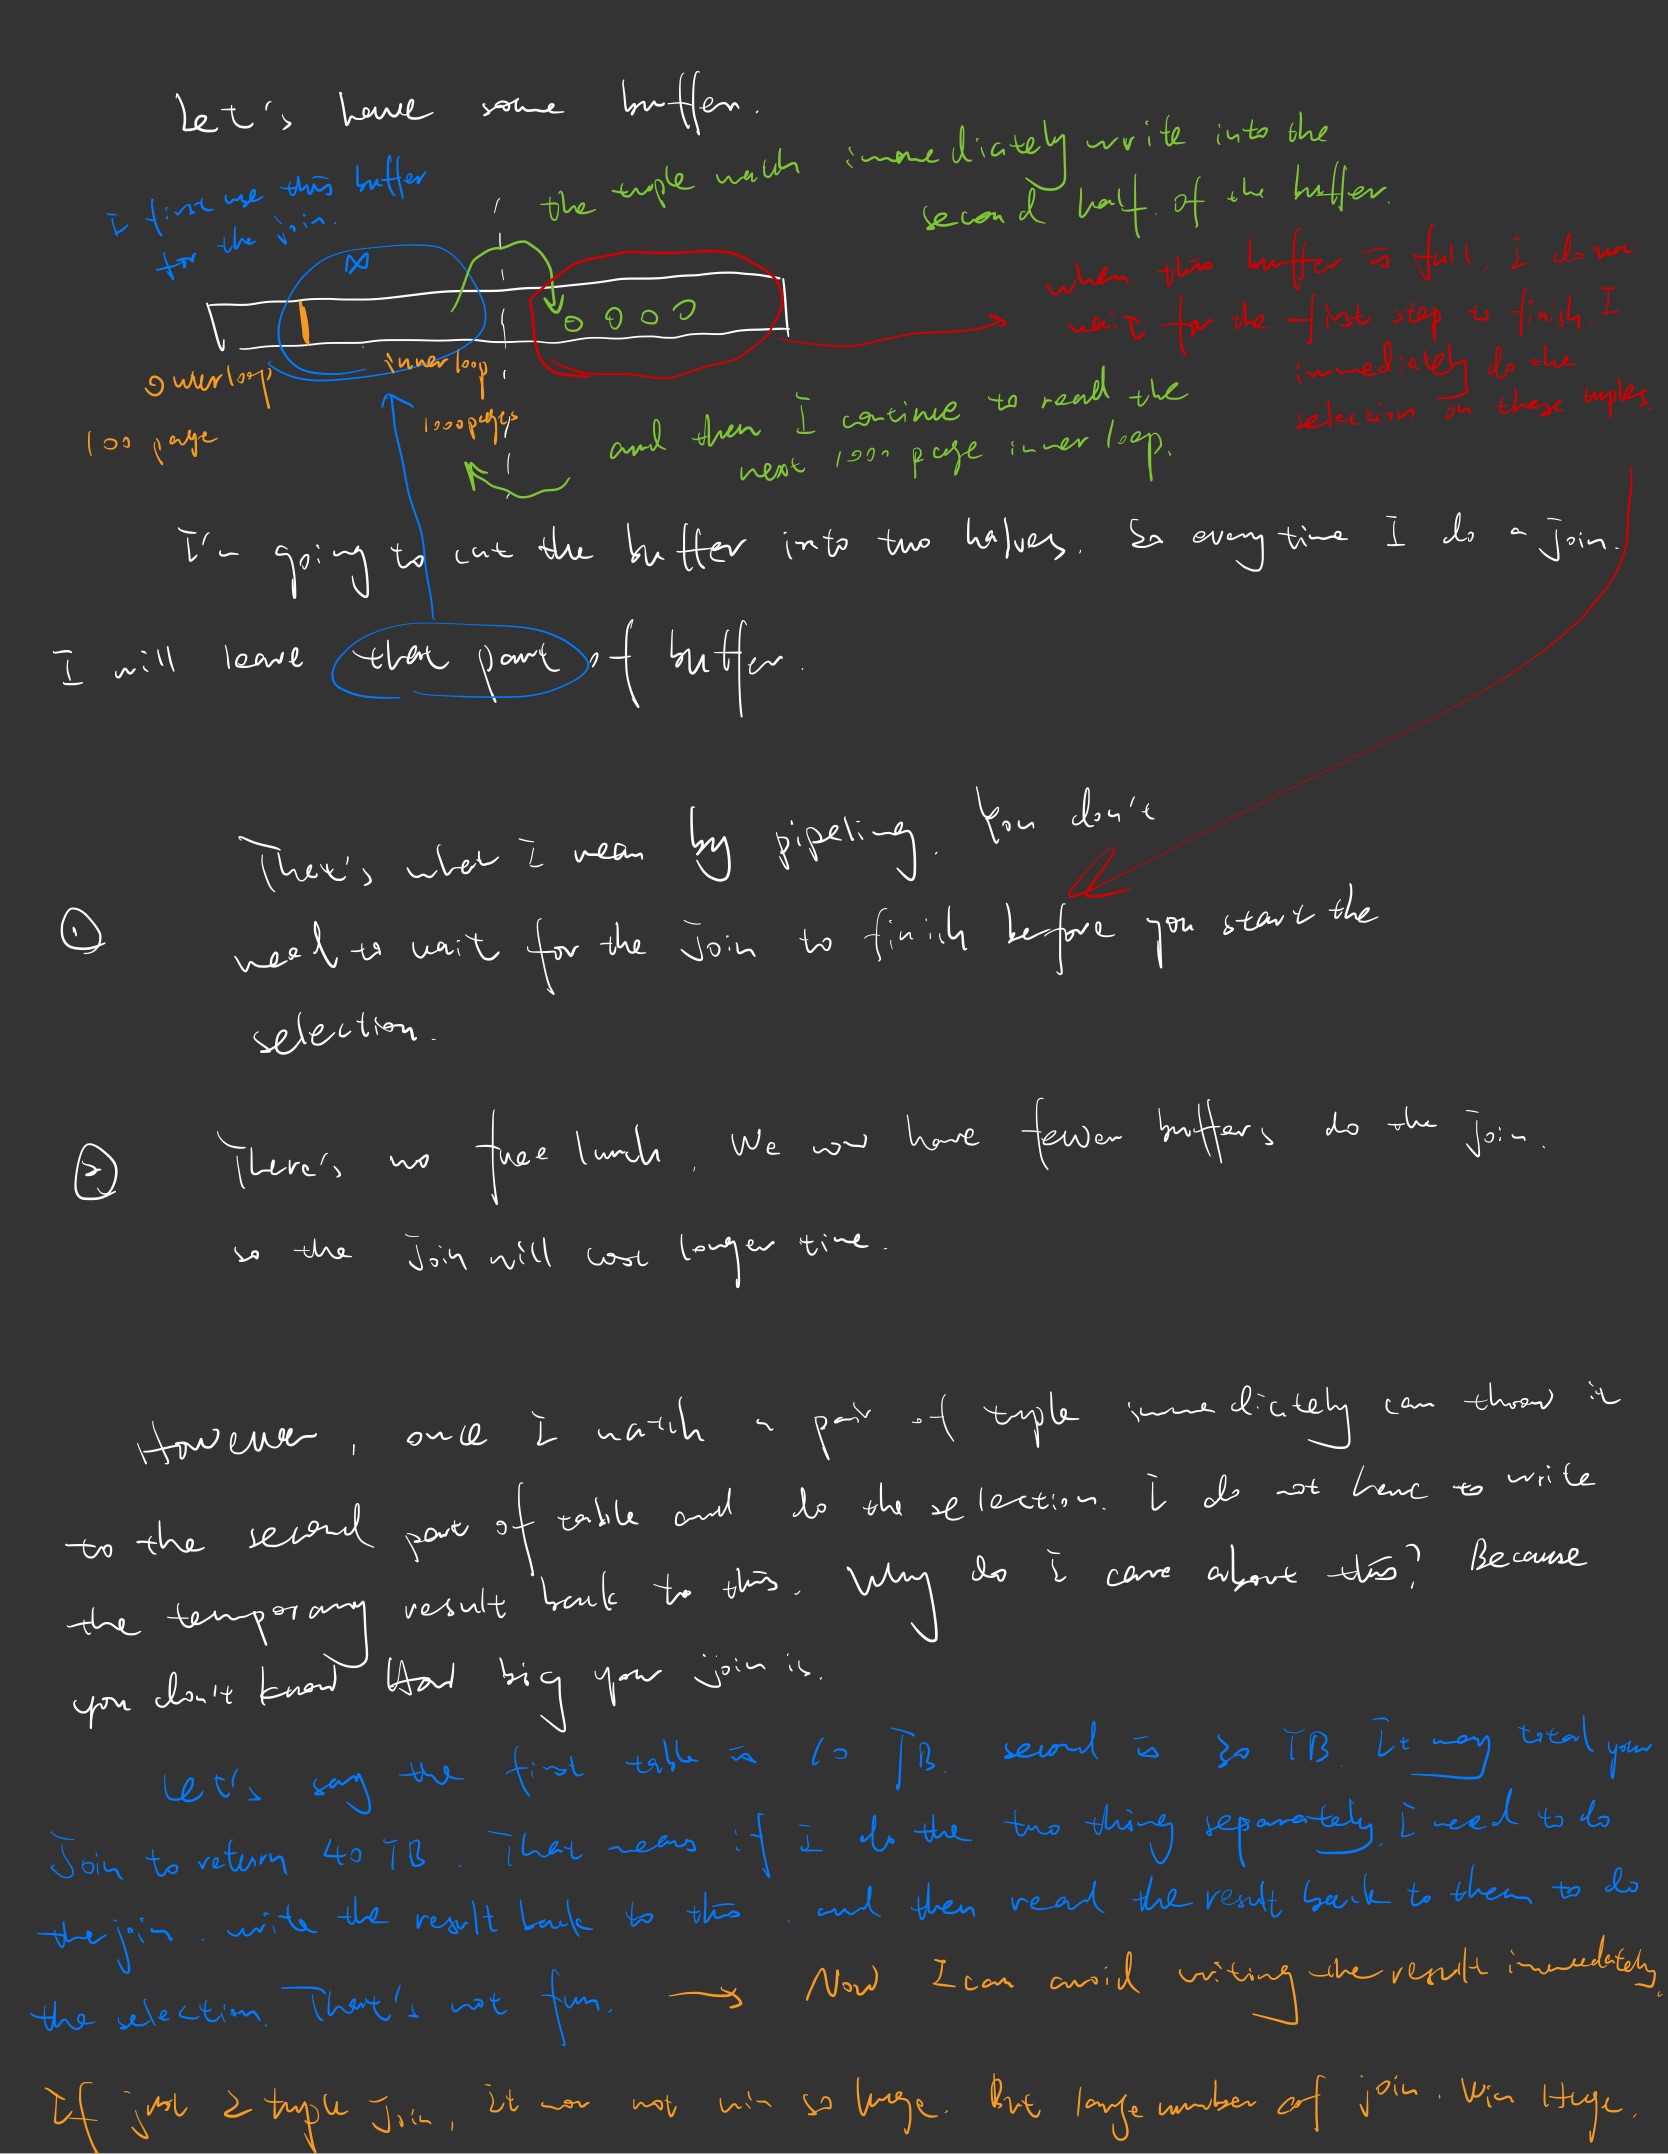 Let's have some buffer.
I first use this buffer
for the join.
the tuple match immediately write into the
second half of the buffer.
when this buffer is full, I do not
wait for the first step to finish. I
immediately do the
selection on these tuples.
outer loop
100 page
inner loop
1000 pages
and then I continue to read the
next 1000 page inner loop.
I'm going to cut the buffer into two halves. So every time I do a join.
I will leave that part of buffer.
That's what I mean by pipeling. You don't
① need to wait for the join to finish before you start the
selection.
② There's no free lunch. We now have fewer buffers do the join.
so the join will cost longer time.
However, once I match a pair of tuple immediately can throw it
to the second part of table and do the selection. I do not have to write
the temporary result back to this. Why do I care about this? Because
you don't know How big your join is.
Let's say the first table is 10 TB. second is 30 TB. It may total your
Join to return 40 TB. That means if I do the two thing separately, I need to do
the join. write the result back to this. and then read the result back to them to do
the selection. That's not fun. → Now I can avoid writing the result immediately.
If just 2 tuple join, it not win so huge. But large number of join. Win Huge.